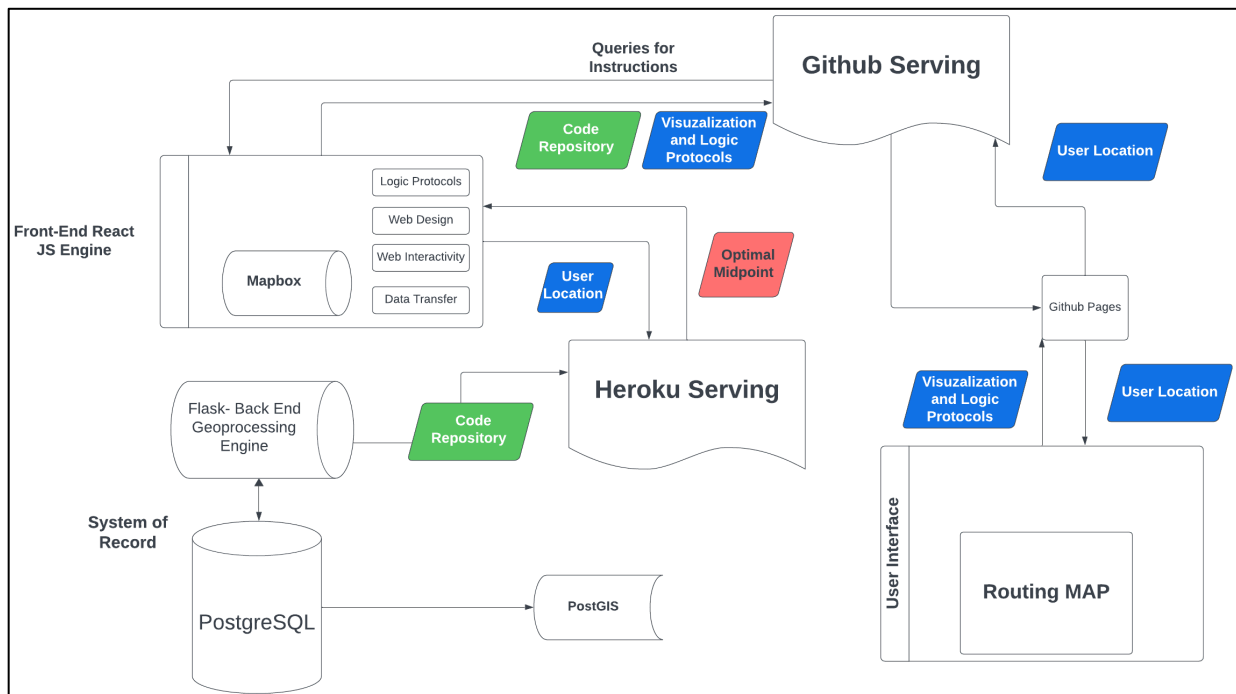 Queries for
Instructions
Github Serving
Code
Repository
Visuzalization
and Logic
Protocols
User Location
Front-End React
JS Engine
Logic Protocols
Web Design
Web Interactivity
Data Transfer
Mapbox
User
Location
Optimal
Midpoint
Github Pages
Heroku Serving
Flask- Back End
Geoprocessing
Engine
Code
Repository
Visuzalization
and Logic
Protocols
User Location
System of
Record
PostgreSQL
PostGIS
User Interface
Routing MAP